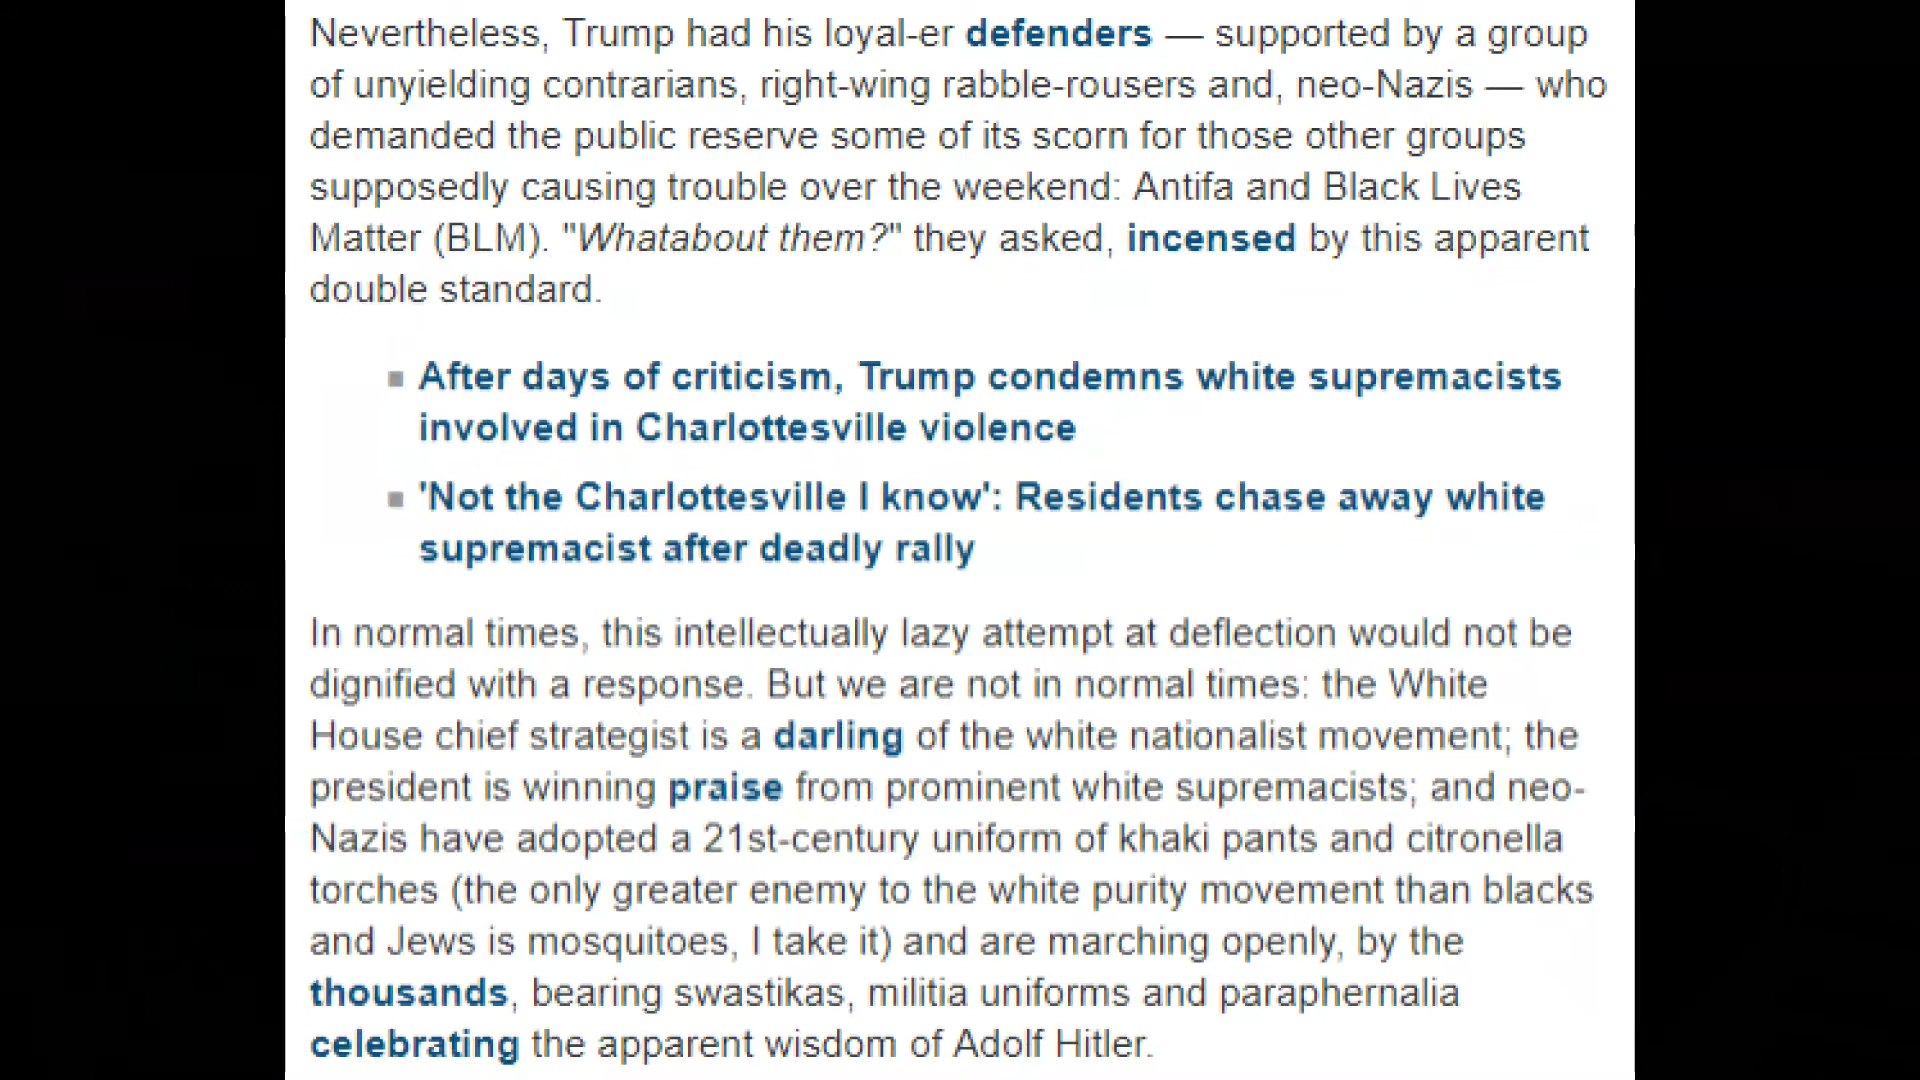 Nevertheless, Trump had his loyal-er defenders — supported by a group
of unyielding contrarians, right-wing rabble-rousers and, neo-Nazis — who
demanded the public reserve some of its scorn for those other groups
supposedly causing trouble over the weekend: Antifa and Black Lives
Matter (BLM). "Whatabout them?" they asked, incensed by this apparent
double standard.
▪ After days of criticism, Trump condemns white supremacists
involved in Charlottesville violence
▪ 'Not the Charlottesville I know': Residents chase away white
supremacist after deadly rally
In normal times, this intellectually lazy attempt at deflection would not be
dignified with a response. But we are not in normal times: the White
House chief strategist is a darling of the white nationalist movement; the
president is winning praise from prominent white supremacists; and neo-
Nazis have adopted a 21st-century uniform of khaki pants and citronella
torches (the only greater enemy to the white purity movement than blacks
and Jews is mosquitoes, I take it) and are marching openly, by the
thousands, bearing swastikas, militia uniforms and paraphernalia
celebrating the apparent wisdom of Adolf Hitler.